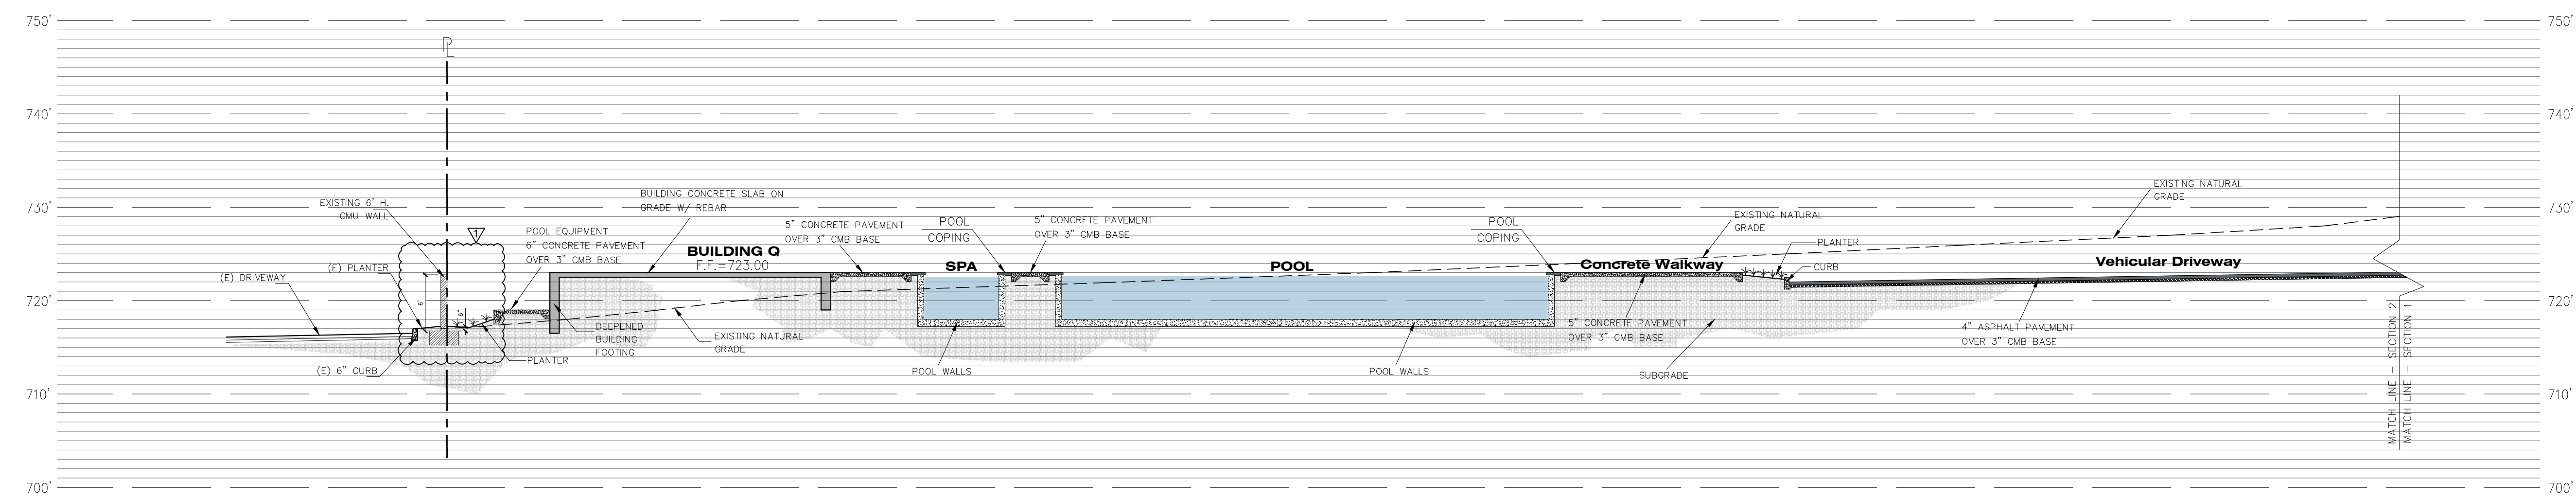 750'
750'
PL
740'
740'
730'
730'
EXISTING NATURAL
GRADE
BUILDING CONCRETE SLAB ON
GRADE W/ REBAR
EXISTING 6' H.
CMU WALL
1
POOL EQUIPMENT
6" CONCRETE PAVEMENT
OVER 3" CMB BASE
5" CONCRETE PAVEMENT
OVER 3" CMB BASE
POOL
COPING
5" CONCRETE PAVEMENT
OVER 3" CMB BASE
POOL
COPING
EXISTING NATURAL
GRADE
PLANTER
CURB
BUILDING Q
F.F.=723.00
SPA
POOL
Concrete Walkway
Vehicular Driveway
(E) PLANTER
(E) DRIVEWAY
6'
6"
720'
720'
DEEPENED
BUILDING
FOOTING
EXISTING NATURAL
GRADE
5" CONCRETE PAVEMENT
OVER 3" CMB BASE
4" ASPHALT PAVEMENT
OVER 3" CMB BASE
PLANTER
(E) 6" CURB
POOL WALLS
POOL WALLS
SUBGRADE
MATCH LINE - SECTION 2
MATCH LINE - SECTION 1
710'
710'
700'
700'